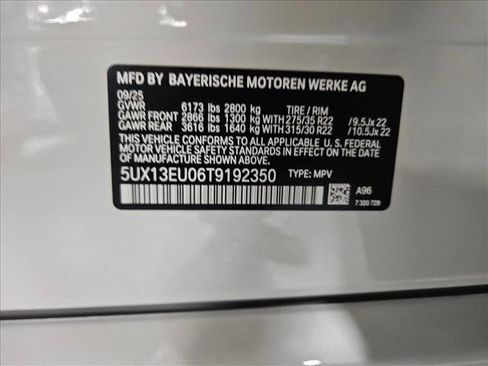 MFD BY BAYERISCHE MOTOREN WERKE AG
09/25
GVWR 6173 lbs 2800 kg TIRE / RIM
GAWR FRONT 2866 lbs 1300 kg WITH 275/35 R22 / 9.5Jx 22
GAWR REAR 3616 lbs 1640 kg WITH 315/30 R22 / 10.5Jx 22
THIS VEHICLE CONFORMS TO ALL APPLICABLE U. S. FEDERAL
MOTOR VEHICLE SAFETY STANDARDS IN EFFECT ON
THE DATE OF MANUFACTURE SHOWN ABOVE.
5UX13EU06T9192350 TYPE: MPV
A96
7 320 729